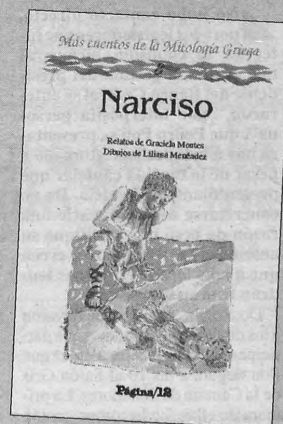 Más cuentos de la Mitología Griega
Narciso
Relatos de Graciela Montes
Dibujos de Liliana Menéndez
Página/12